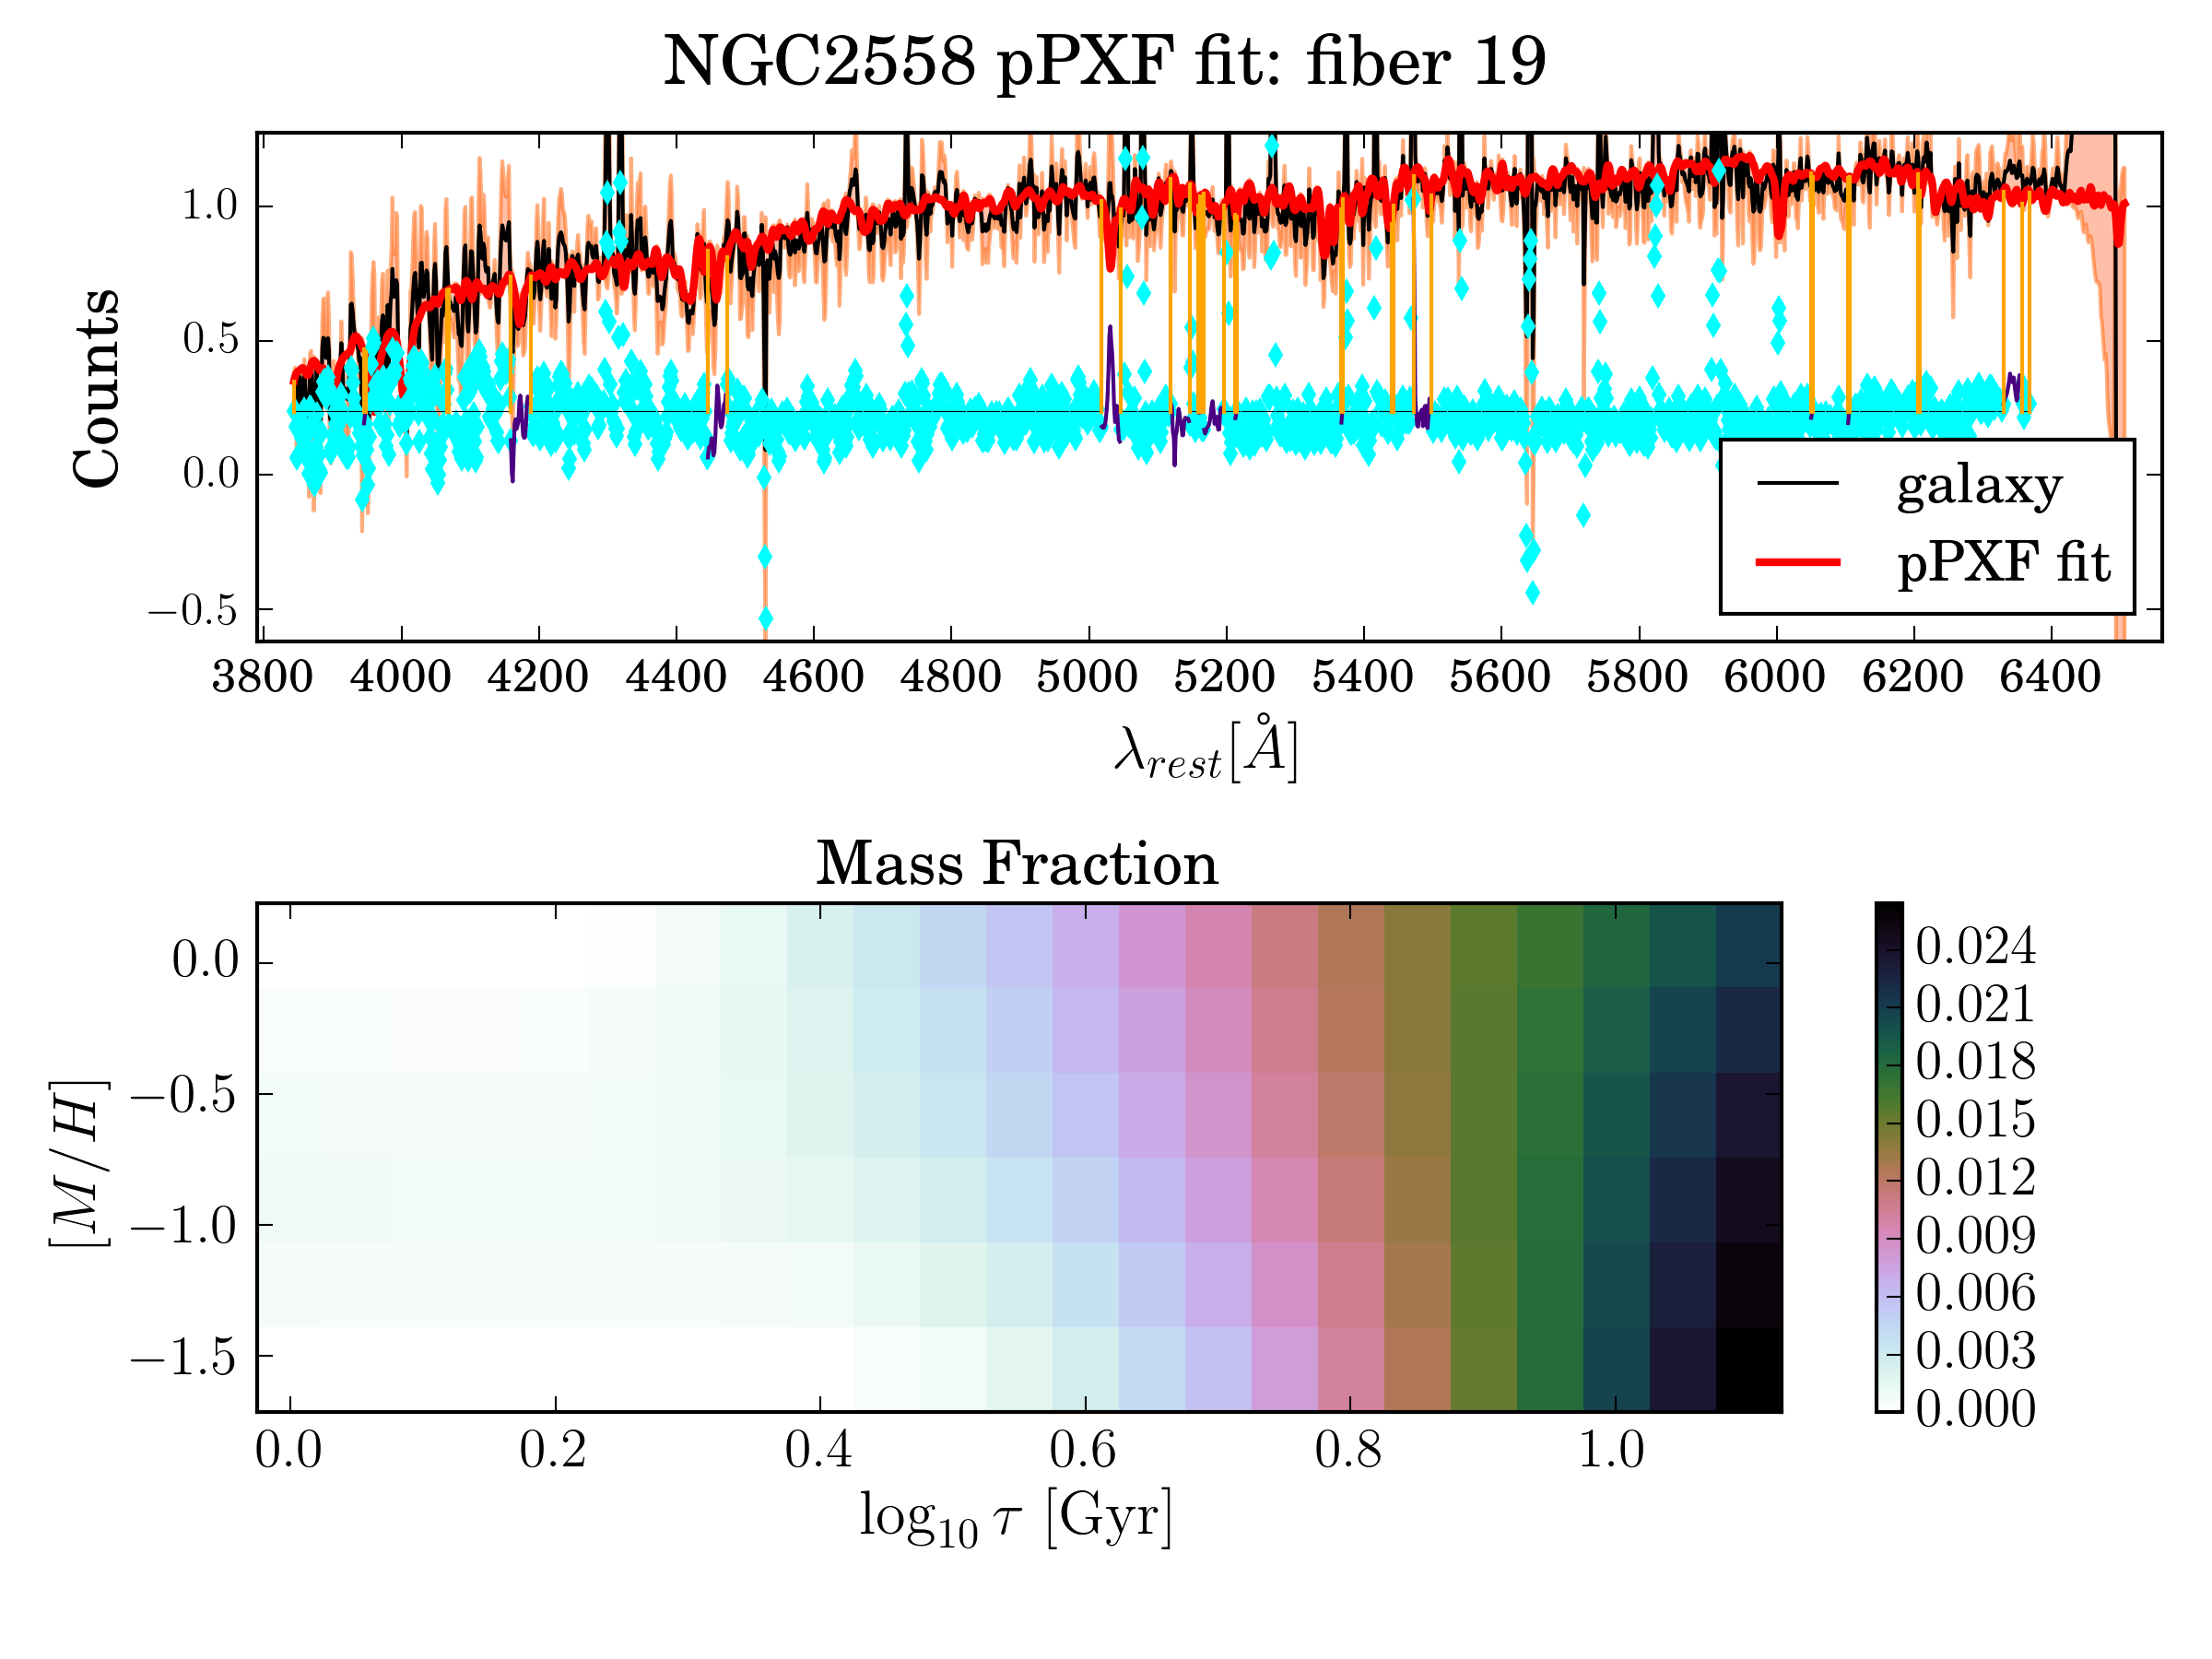 NGC2558 pPXF fit: fiber 19
Counts
1.0
0.5
0.0
−0.5
galaxy
pPXF fit
3800 4000 4200 4400 4600 4800 5000 5200 5400 5600 5800 6000 6200 6400
λrest[Å]
Mass Fraction
[M/H]
0.0
−0.5
−1.0
−1.5
0.0 0.2 0.4 0.6 0.8 1.0
log10 τ [Gyr]
0.024
0.021
0.018
0.015
0.012
0.009
0.006
0.003
0.000